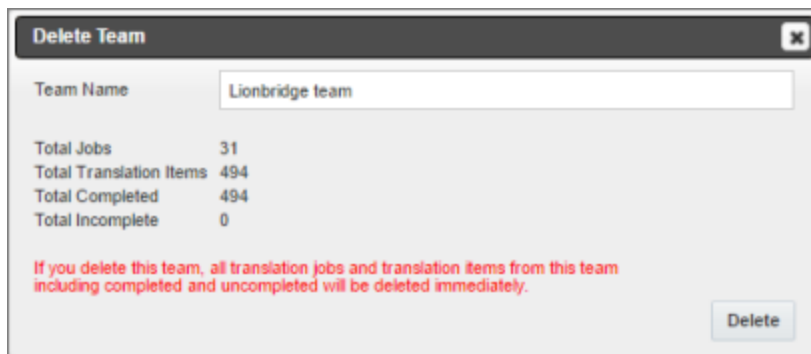 Delete Team
Team Name Lionbridge team
Total Jobs 31
Total Translation Items 494
Total Completed 494
Total Incomplete 0
If you delete this team, all translation jobs and translation items from this team
including completed and uncompleted will be deleted immediately.
Delete